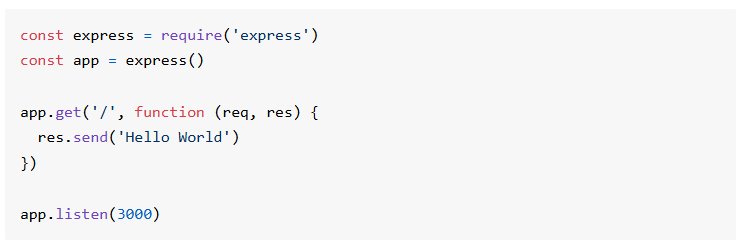 const express = require('express')
const app = express()

app.get('/', function (req, res) {
  res.send('Hello World')
})

app.listen(3000)